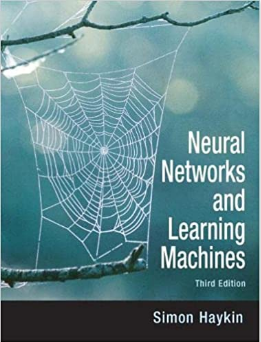 Neural
Networks
and
Learning
Machines
Third Edition
Simon Haykin